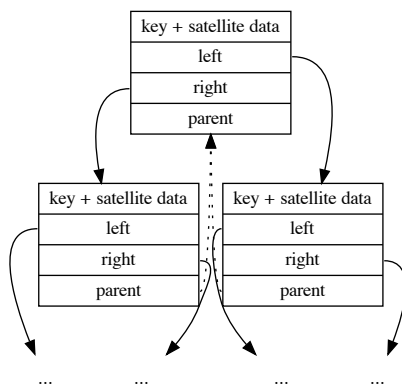 key + satellite data
left
right
parent
key + satellite data
left
right
parent
key + satellite data
left
right
parent
... ... ... ...